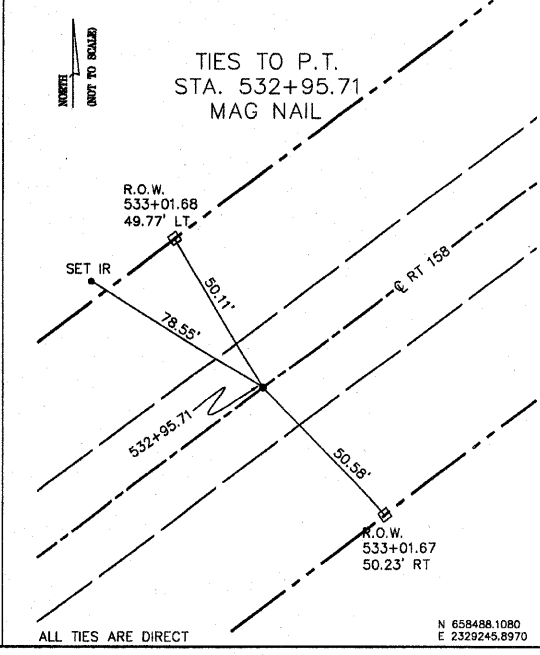 NORTH
(NOT TO SCALE)
TIES TO P.T.
STA. 532+95.71
MAG NAIL
R.O.W.
533+01.68
49.77' LT
SET IR
50.11'
78.55'
℄ RT 158
532+95.71
50.58'
R.O.W.
533+01.67
50.23' RT
ALL TIES ARE DIRECT
N 658488.1080
E 2329245.8970